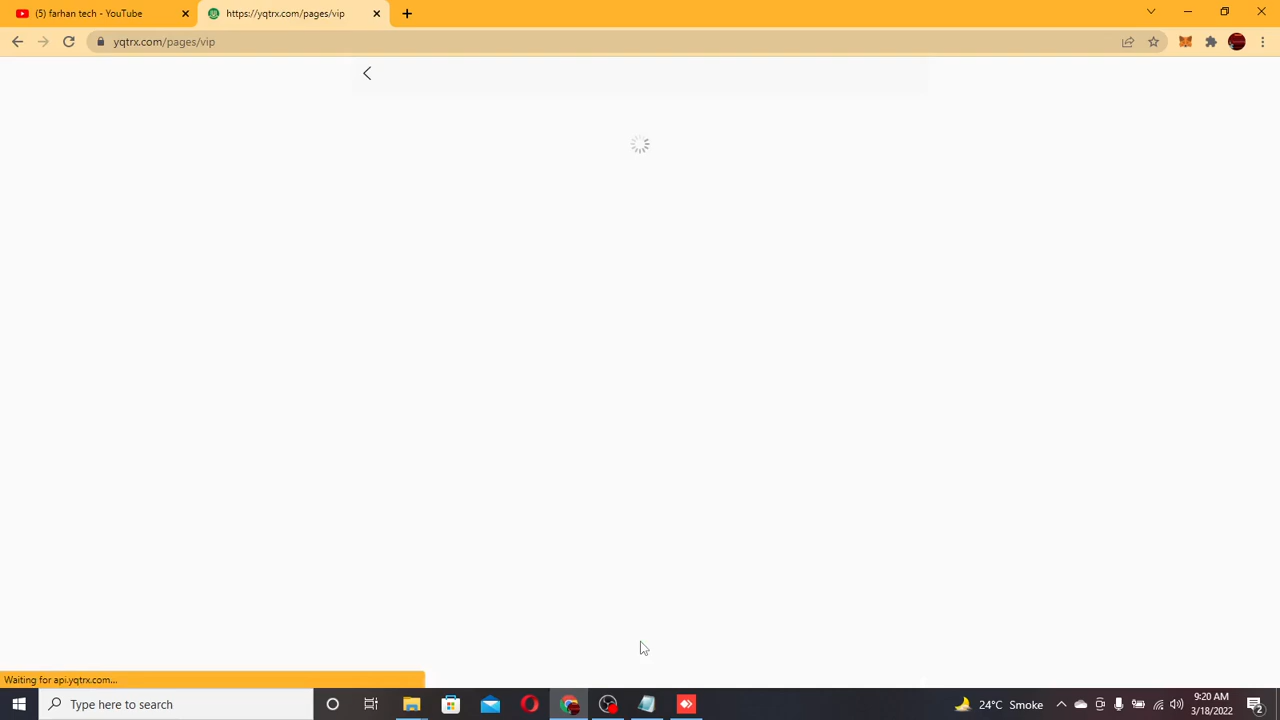 (5) farhan tech - YouTube
https://yqtrx.com/pages/vip
yqtrx.com/pages/vip
Waiting for api.yqtrx.com...
Type here to search
24°C Smoke
9:20 AM
3/18/2022
2